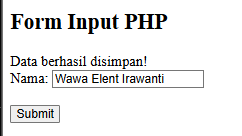 Form Input PHP
Data berhasil disimpan!
Nama: Wawa Elent Irawanti
Submit